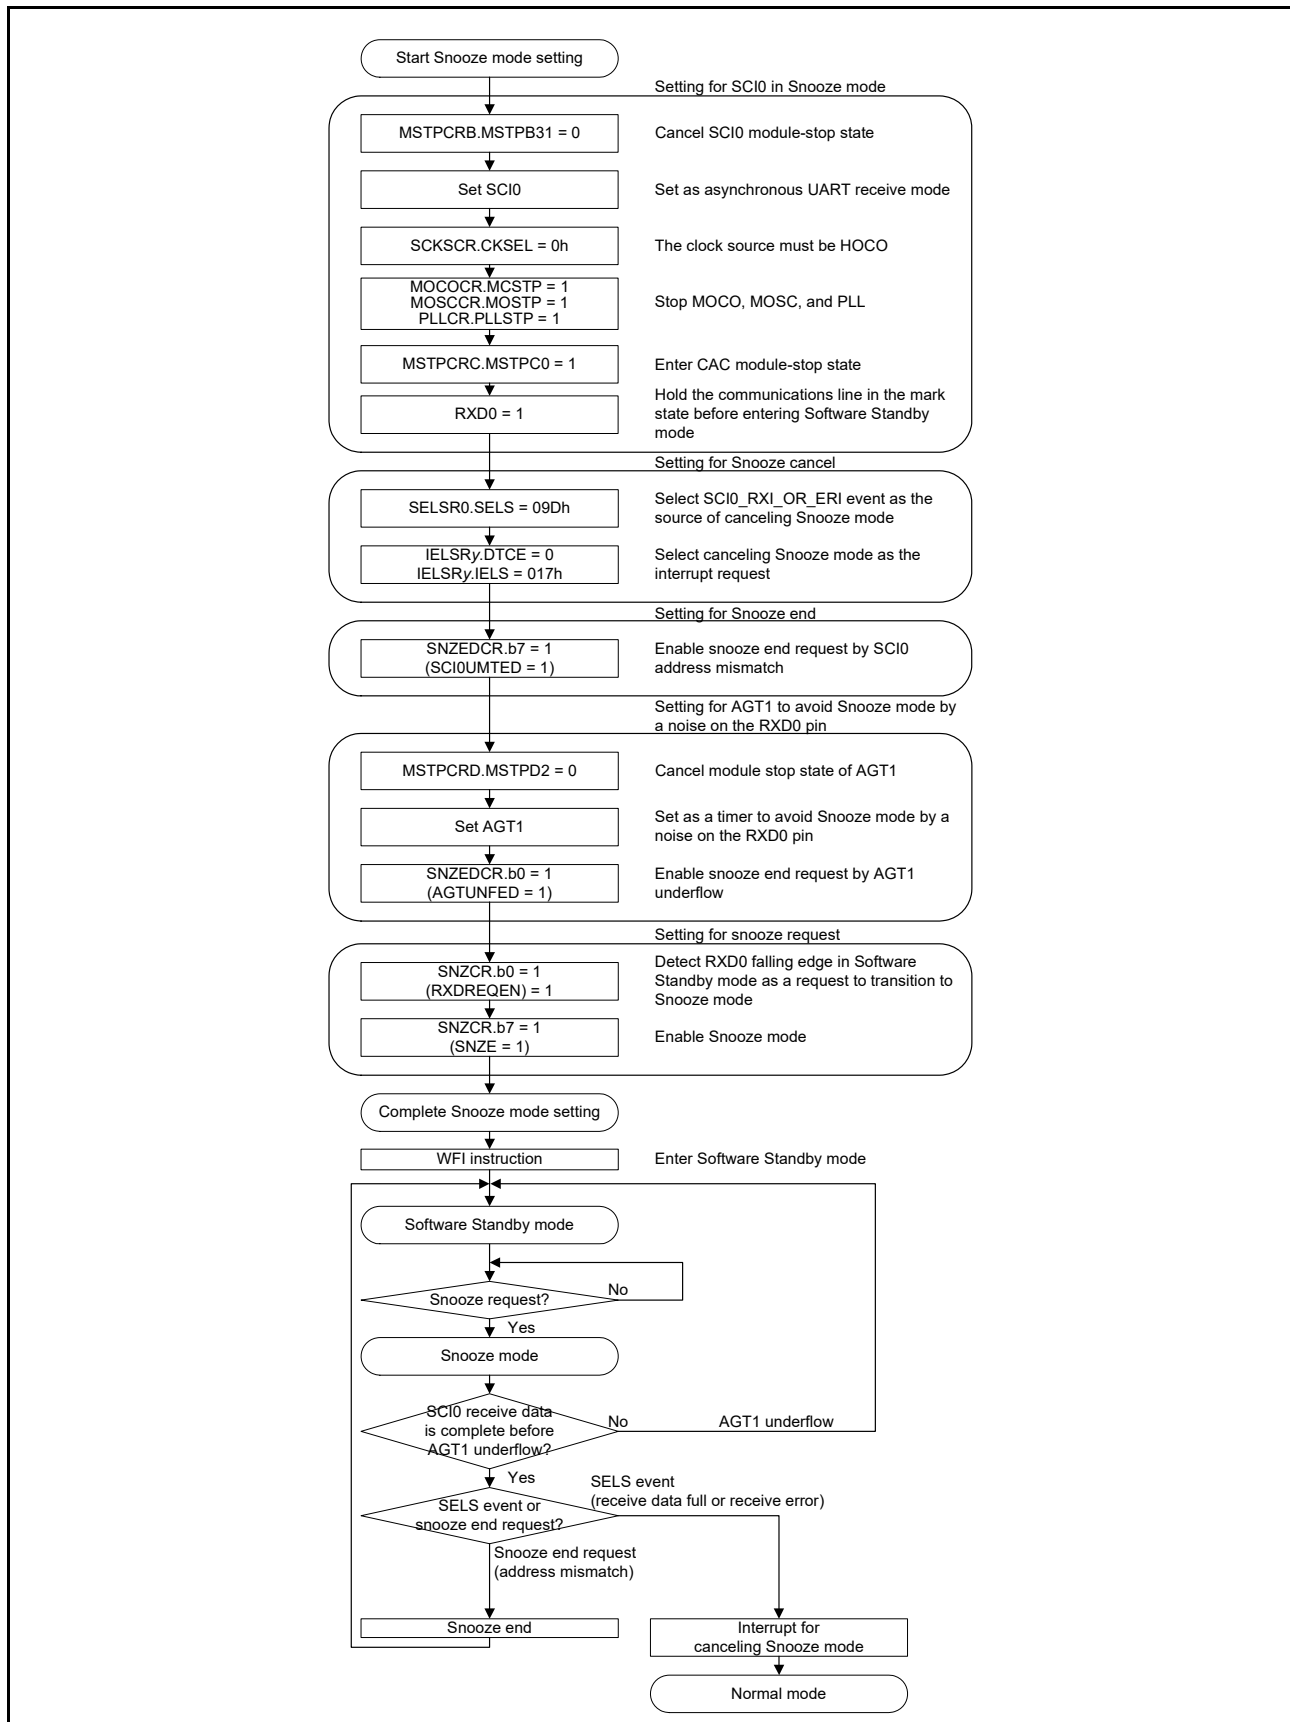 Start Snooze mode setting
Setting for SCI0 in Snooze mode
MSTPCRB.MSTPB31 = 0
Cancel SCI0 module-stop state
Set SCI0
Set as asynchronous UART receive mode
SCKSCR.CKSEL = 0h
The clock source must be HOCO
MOCOCR.MCSTP = 1
MOSCCR.MOSTP = 1
PLLCR.PLLSTP = 1
Stop MOCO, MOSC, and PLL
MSTPCRC.MSTPC0 = 1
Enter CAC module-stop state
RXD0 = 1
Hold the communications line in the mark
state before entering Software Standby
mode
Setting for Snooze cancel
SELSR0.SELS = 09Dh
Select SCI0_RXI_OR_ERI event as the
source of canceling Snooze mode
IELSRy.DTCE = 0
IELSRy.IELS = 017h
Select canceling Snooze mode as the
interrupt request
Setting for Snooze end
SNZEDCR.b7 = 1
(SCI0UMTED = 1)
Enable snooze end request by SCI0
address mismatch
Setting for AGT1 to avoid Snooze mode by
a noise on the RXD0 pin
MSTPCRD.MSTPD2 = 0
Cancel module stop state of AGT1
Set AGT1
Set as a timer to avoid Snooze mode by a
noise on the RXD0 pin
SNZEDCR.b0 = 1
(AGTUNFED = 1)
Enable snooze end request by AGT1
underflow
Setting for snooze request
SNZCR.b0 = 1
(RXDREQEN) = 1
Detect RXD0 falling edge in Software
Standby mode as a request to transition to
Snooze mode
SNZCR.b7 = 1
(SNZE = 1)
Enable Snooze mode
Complete Snooze mode setting
WFI instruction
Enter Software Standby mode
Software Standby mode
Snooze request?
No
Yes
Snooze mode
SCI0 receive data
is complete before
AGT1 underflow?
No
AGT1 underflow
Yes
SELS event or
snooze end request?
SELS event
(receive data full or receive error)
Snooze end request
(address mismatch)
Snooze end
Interrupt for
canceling Snooze mode
Normal mode